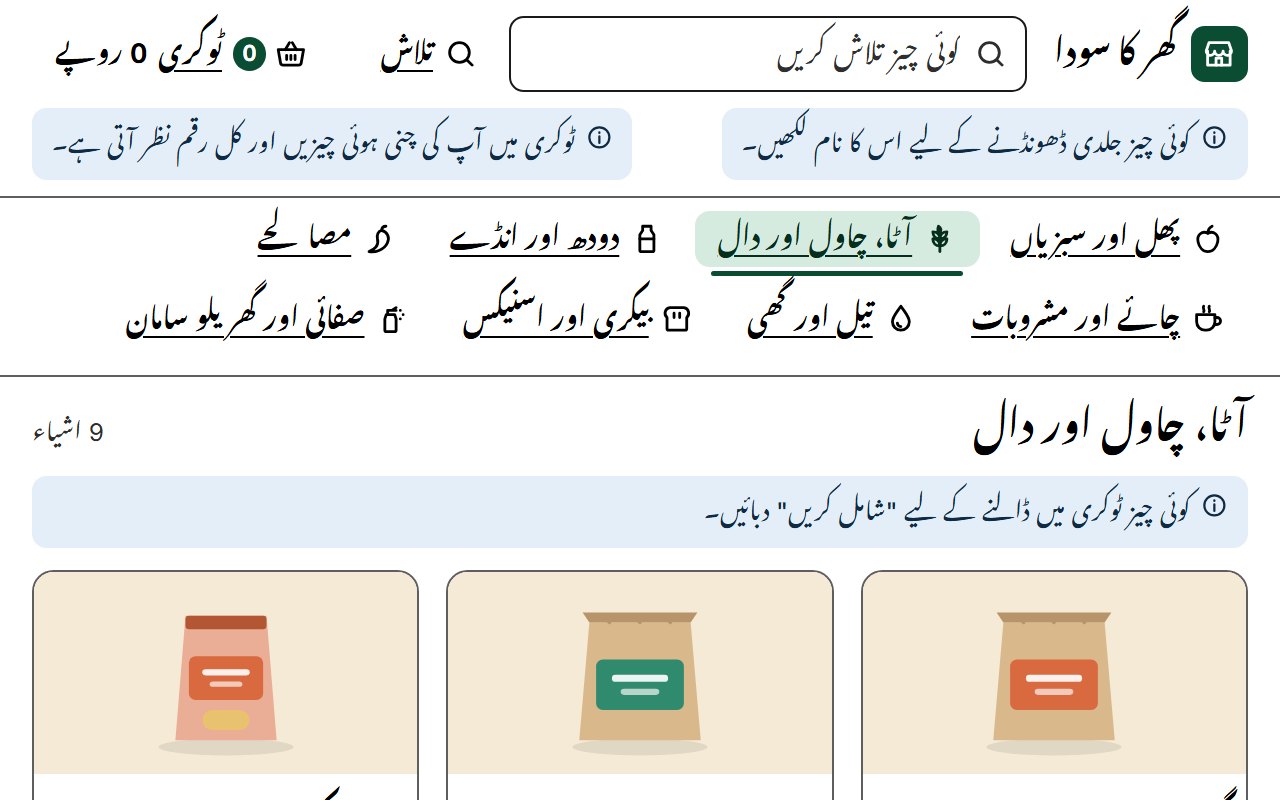 گھر کا سودا
کوئی چیز تلاش کریں
تلاش
0 ٹوکری 0 روپے
کوئی چیز جلدی ڈھونڈنے کے لیے اس کا نام لکھیں۔
ٹوکری میں آپ کی چنی ہوئی چیزیں اور کل رقم نظر آتی ہے۔
پھل اور سبزیاں
آٹا، چاول اور دال
دودھ اور انڈے
مصالحے
چائے اور مشروبات
تیل اور گھی
بیکری اور اسنیکس
صفائی اور گھریلو سامان
آٹا، چاول اور دال
9 اشیاء
کوئی چیز ٹوکری میں ڈالنے کے لیے "شامل کریں" دبائیں۔